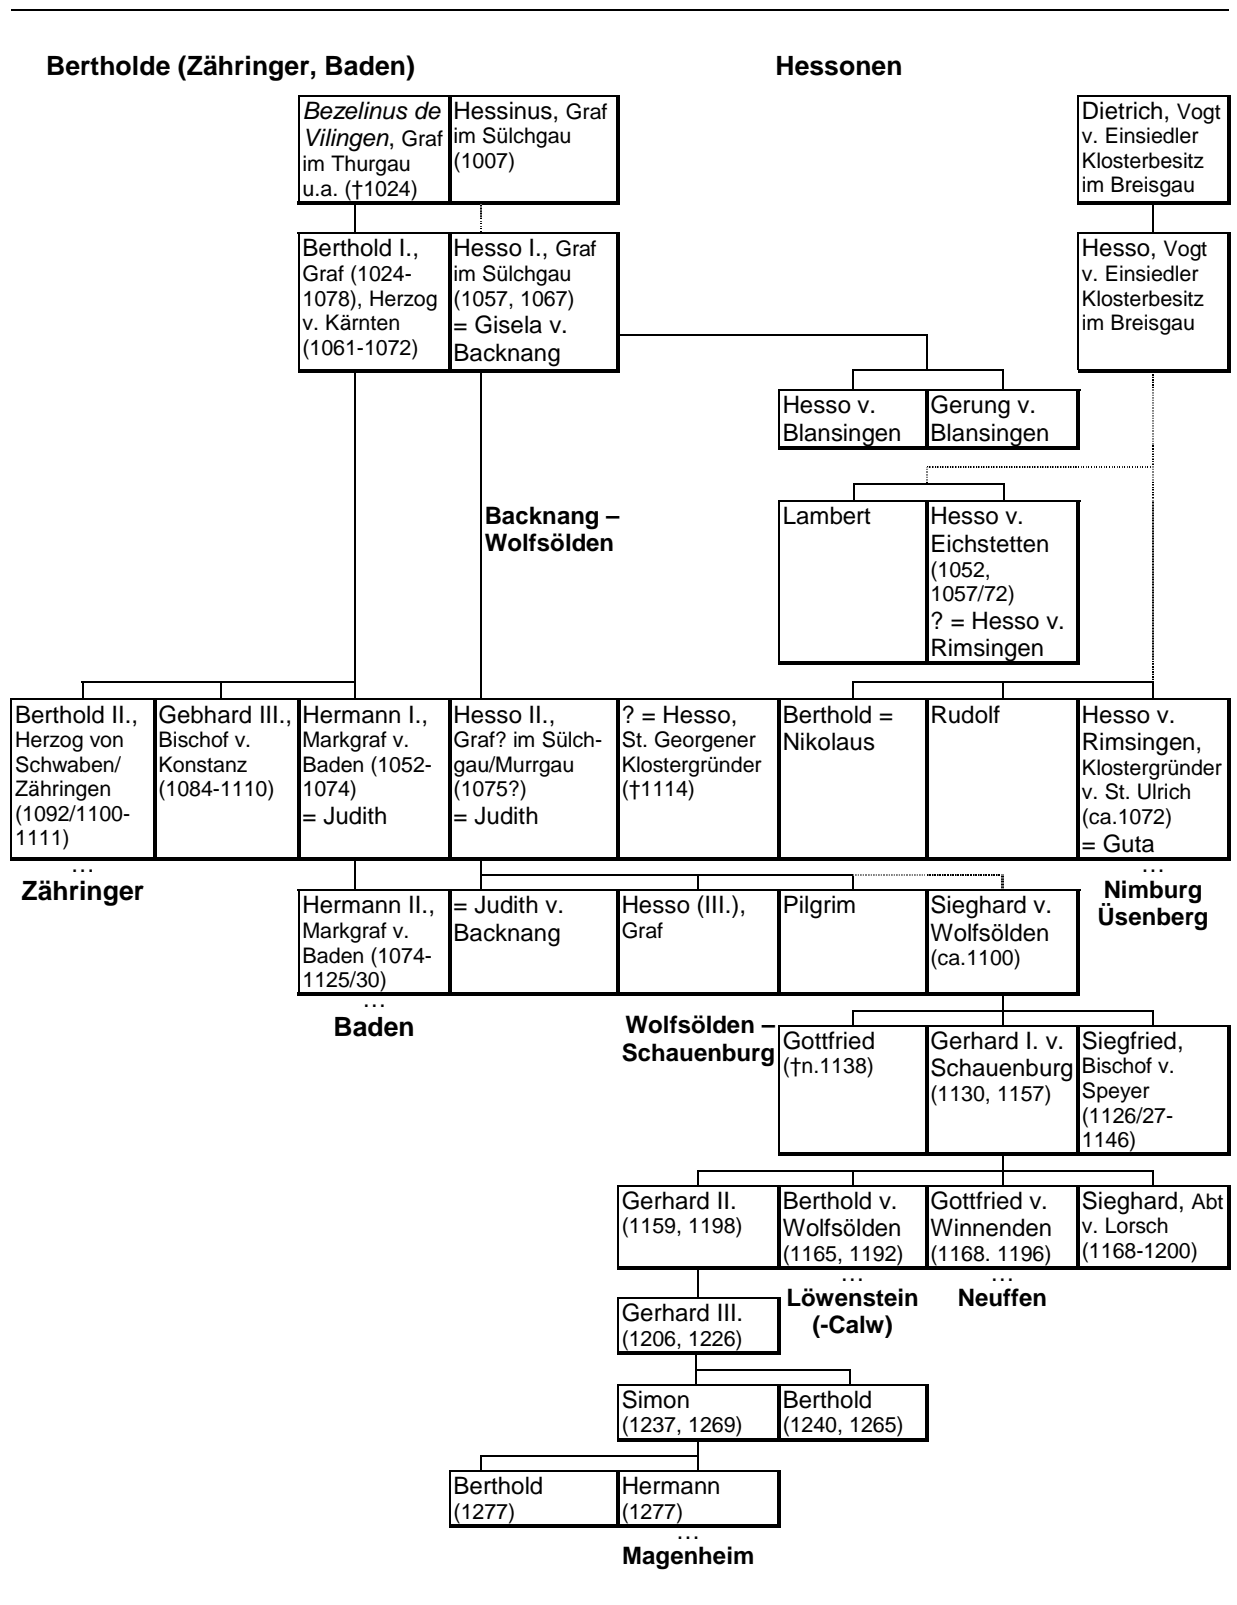 Bertholde (Zähringer, Baden)
Hessonen
Bezelinus de
Vilingen, Graf
im Thurgau
u.a. (†1024)
Hessinus, Graf
im Sülchgau
(1007)
Dietrich, Vogt
v. Einsiedler
Klosterbesitz
im Breisgau
Berthold I.,
Graf (1024-
1078), Herzog
v. Kärnten
(1061-1072)
Hesso I., Graf
im Sülchgau
(1057, 1067)
= Gisela v.
Backnang
Hesso, Vogt
v. Einsiedler
Klosterbesitz
im Breisgau
Hesso v.
Blansingen
Gerung v.
Blansingen
Backnang –
Wolfsölden
Lambert
Hesso v.
Eichstetten
(1052,
1057/72)
? = Hesso v.
Rimsingen
Berthold II.,
Herzog von
Schwaben/
Zähringen
(1092/1100-
1111)
Gebhard III.,
Bischof v.
Konstanz
(1084-1110)
Hermann I.,
Markgraf v.
Baden (1052-
1074)
= Judith
Hesso II.,
Graf? im Sülch-
gau/Murrgau
(1075?)
= Judith
? = Hesso,
St. Georgener
Klostergründer
(†1114)
Berthold =
Nikolaus
Rudolf
Hesso v.
Rimsingen,
Klostergründer
v. St. Ulrich
(ca.1072)
= Guta
…
Zähringer
…
Nimburg
Üsenberg
Hermann II.,
Markgraf v.
Baden (1074-
1125/30)
= Judith v.
Backnang
Hesso (III.),
Graf
Pilgrim
Sieghard v.
Wolfsölden
(ca.1100)
…
Baden
Wolfsölden –
Schauenburg
Gottfried
(†n.1138)
Gerhard I. v.
Schauenburg
(1130, 1157)
Siegfried,
Bischof v.
Speyer
(1126/27-
1146)
Gerhard II.
(1159, 1198)
Berthold v.
Wolfsölden
(1165, 1192)
Gottfried v.
Winnenden
(1168. 1196)
Sieghard, Abt
v. Lorsch
(1168-1200)
…
Löwenstein
(-Calw)
…
Neuffen
Gerhard III.
(1206, 1226)
Simon
(1237, 1269)
Berthold
(1240, 1265)
Berthold
(1277)
Hermann
(1277)
…
Magenheim